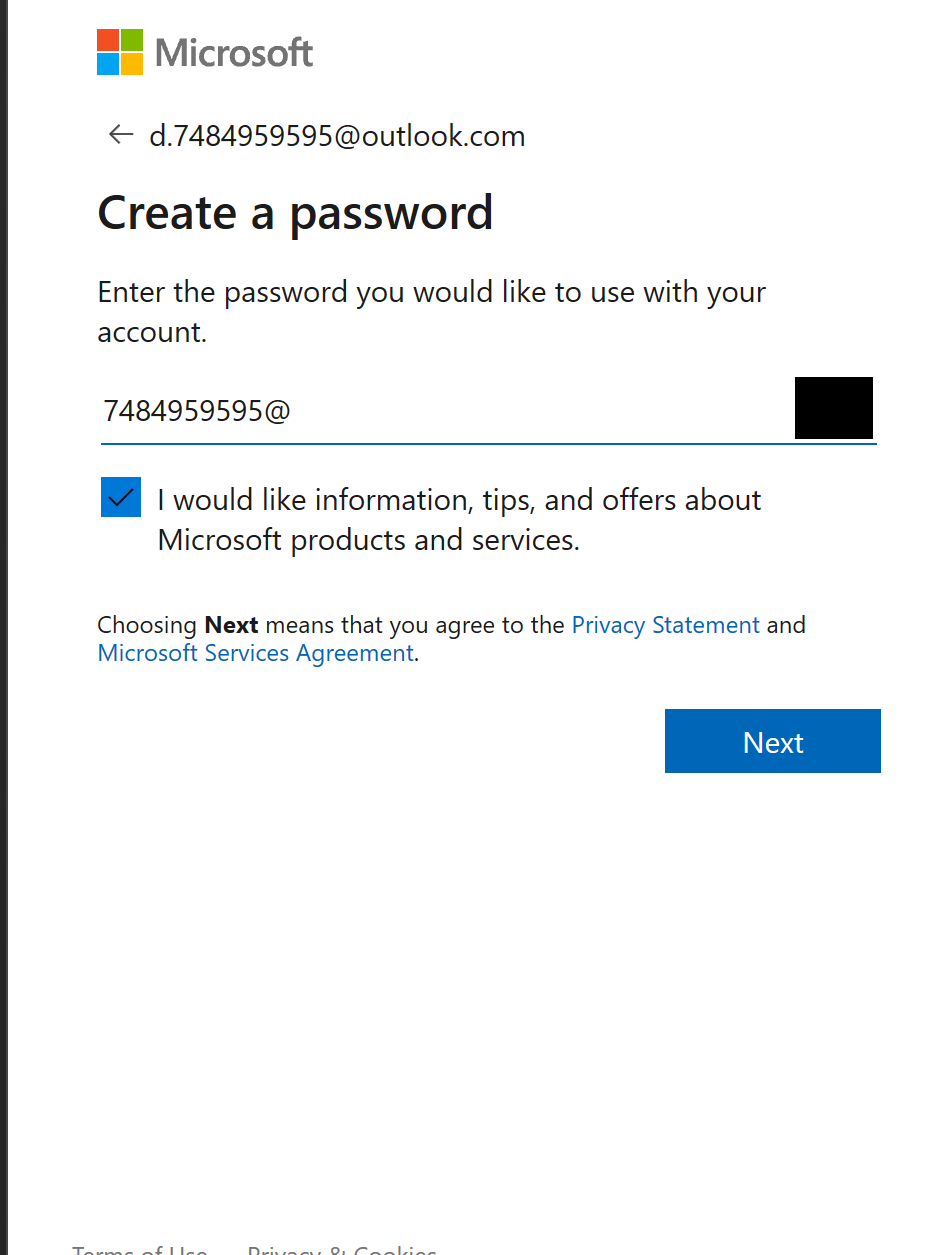 Microsoft
← d.7484959595@outlook.com
Create a password
Enter the password you would like to use with your
account.
7484959595@
I would like information, tips, and offers about
Microsoft products and services.
Choosing Next means that you agree to the Privacy Statement and
Microsoft Services Agreement.
Next
Terms of Use Privacy & Cookies